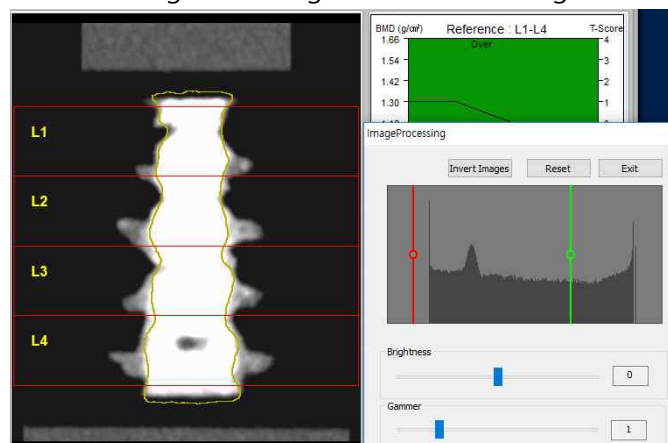 L1
L2
L3
L4
BMD (g/㎠)
Reference : L1-L4
T-Score
Over
1.66
1.54
1.42
1.30
4
3
2
1
ImageProcessing
Invert Images
Reset
Exit
Brightness
0
Gammer
1